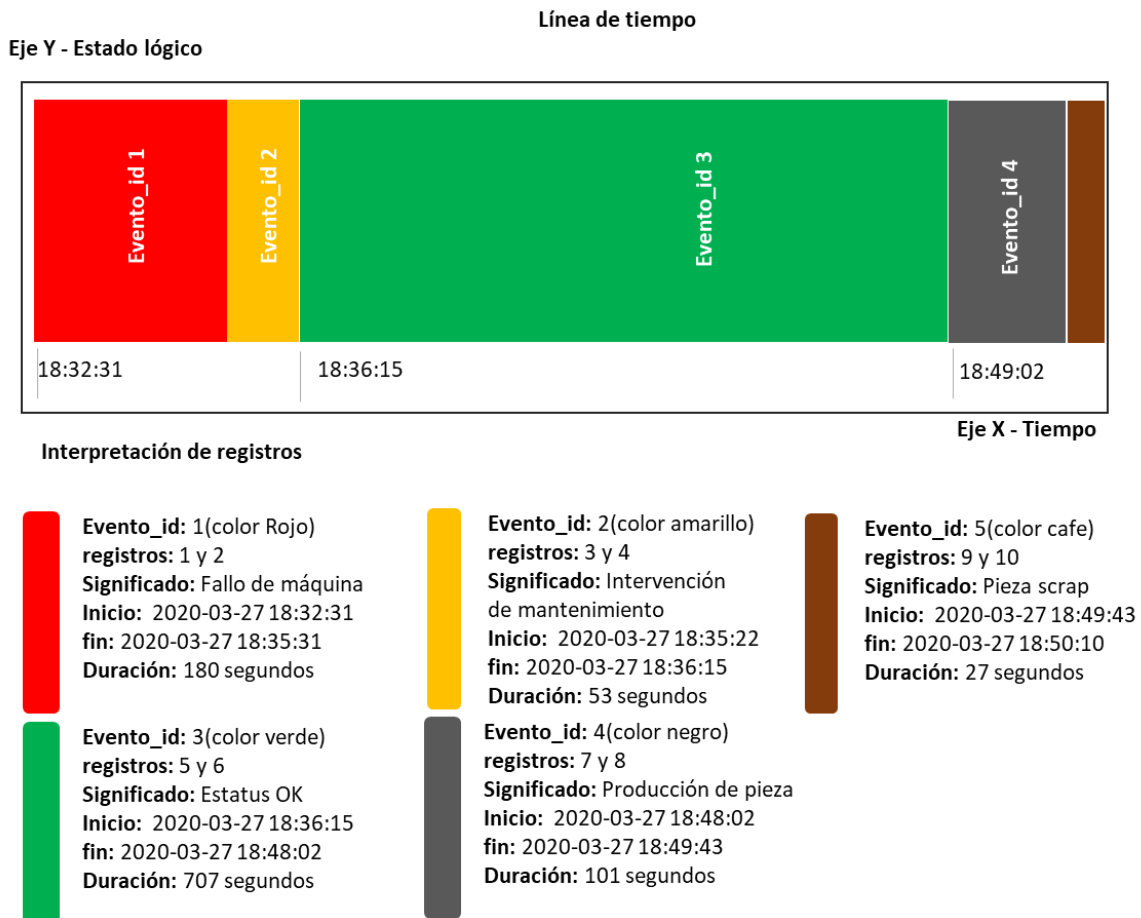 Línea de tiempo
Eje Y - Estado lógico
Evento_id 1
Evento_id 2
Evento_id 3
Evento_id 4
18:32:31
18:36:15
18:49:02
Eje X - Tiempo
Interpretación de registros
Evento_id: 1(color Rojo)
registros: 1 y 2
Significado: Fallo de máquina
Inicio: 2020-03-27 18:32:31
fin: 2020-03-27 18:35:31
Duración: 180 segundos
Evento_id: 2(color amarillo)
registros: 3 y 4
Significado: Intervención
de mantenimiento
Inicio: 2020-03-27 18:35:22
fin: 2020-03-27 18:36:15
Duración: 53 segundos
Evento_id: 5(color cafe)
registros: 9 y 10
Significado: Pieza scrap
Inicio: 2020-03-27 18:49:43
fin: 2020-03-27 18:50:10
Duración: 27 segundos
Evento_id: 3(color verde)
registros: 5 y 6
Significado: Estatus OK
Inicio: 2020-03-27 18:36:15
fin: 2020-03-27 18:48:02
Duración: 707 segundos
Evento_id: 4(color negro)
registros: 7 y 8
Significado: Producción de pieza
Inicio: 2020-03-27 18:48:02
fin: 2020-03-27 18:49:43
Duración: 101 segundos